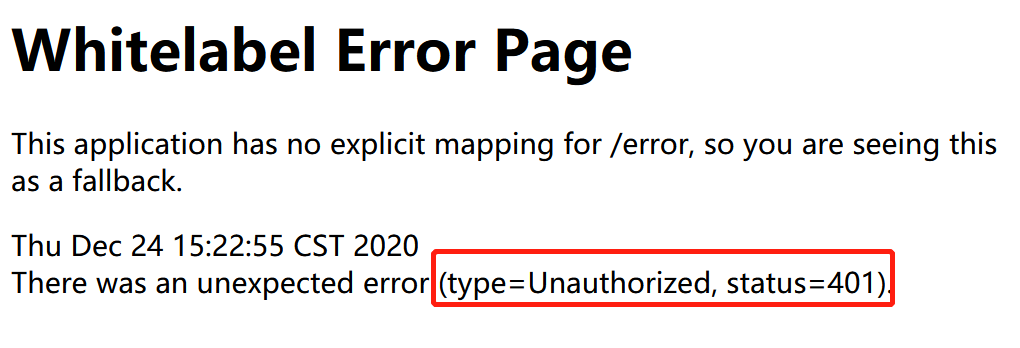 Whitelabel Error Page
This application has no explicit mapping for /error, so you are seeing this
as a fallback.
Thu Dec 24 15:22:55 CST 2020
There was an unexpected error (type=Unauthorized, status=401).